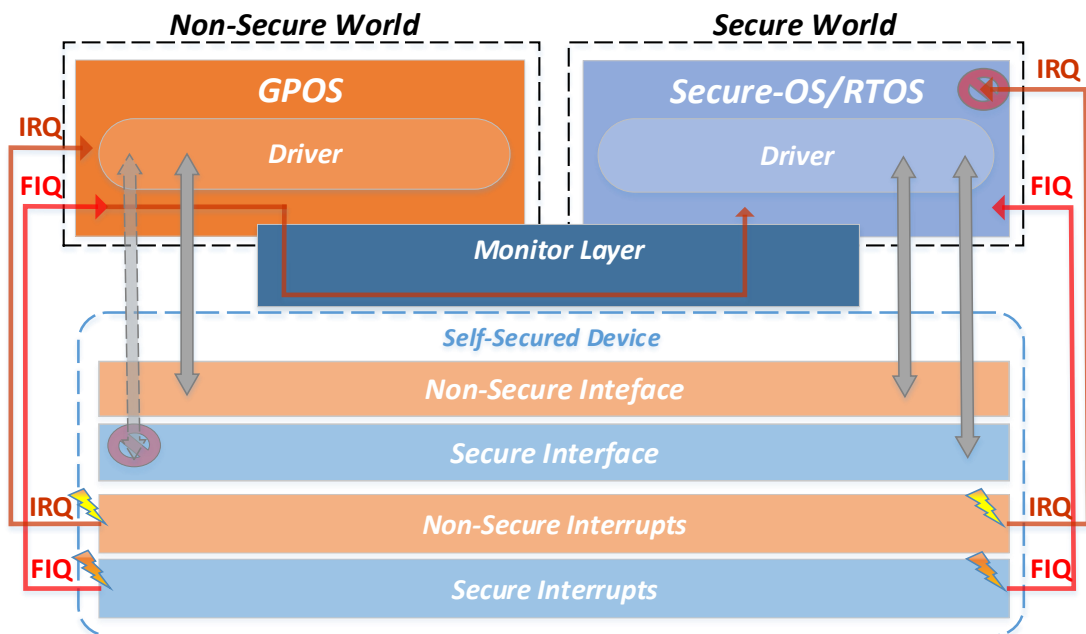 Non-Secure World
Secure World
GPOS
Secure-OS/RTOS
IRQ
IRQ
Driver
Driver
FIQ
FIQ
Monitor Layer
Self-Secured Device
Non-Secure Inteface
Secure Interface
IRQ
Non-Secure Interrupts
IRQ
FIQ
Secure Interrupts
FIQ